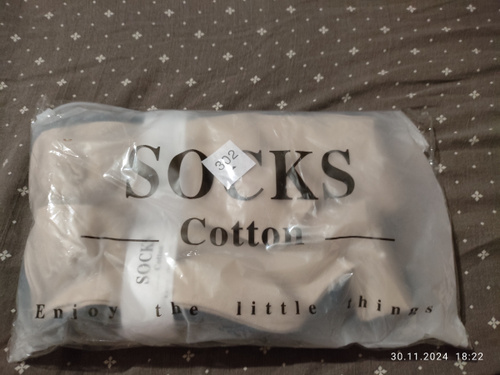 SOCKS
302
Cotton
SOCKS
Enjoy the little things
30.11.2024 18:22